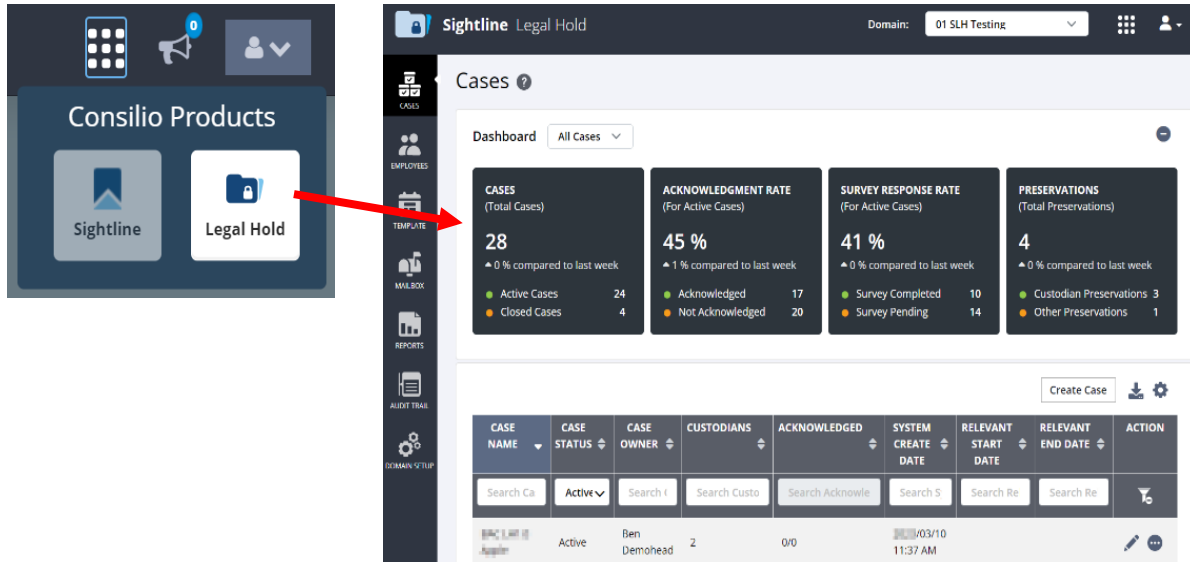 0
Consilio Products
Sightline
Legal Hold
Sightline Legal Hold
Domain:
01 SLH Testing
CASES
EMPLOYEES
TEMPLATE
MAILBOX
REPORTS
AUDIT TRAIL
DOMAIN SETUP
Cases ?
Dashboard
All Cases
CASES
(Total Cases)
28
0 % compared to last week
Active Cases 24
Closed Cases 4
ACKNOWLEDGMENT RATE
(For Active Cases)
45 %
1 % compared to last week
Acknowledged 17
Not Acknowledged 20
SURVEY RESPONSE RATE
(For Active Cases)
41 %
0 % compared to last week
Survey Completed 10
Survey Pending 14
PRESERVATIONS
(Total Preservations)
4
0 % compared to last week
Custodian Preservations 3
Other Preservations 1
Create Case
CASE
NAME
CASE
STATUS
CASE
OWNER
CUSTODIANS
ACKNOWLEDGED
SYSTEM
CREATE
DATE
RELEVANT
START
DATE
RELEVANT
END DATE
ACTION
Search Ca
Active
Search (
Search Custo
Search Acknowle
Search S
Search Re
Search Re
Active
Ben
Demohead
2
0/0
/03/10
11:37 AM